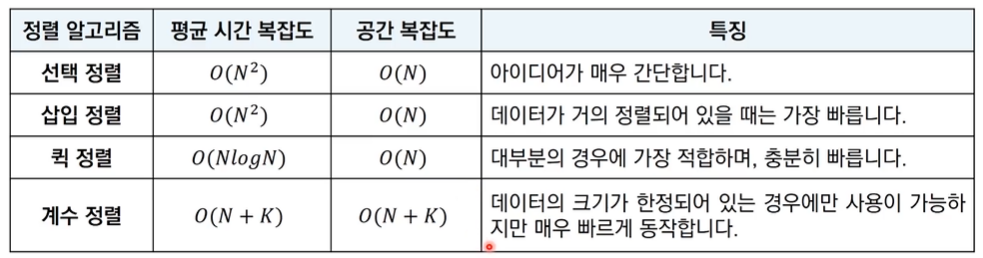 정렬 알고리즘 평균 시간 복잡도 공간 복잡도 특징
선택 정렬 O(N²) O(N) 아이디어가 매우 간단합니다.
삽입 정렬 O(N²) O(N) 데이터가 거의 정렬되어 있을 때는 가장 빠릅니다.
퀵 정렬 O(NlogN) O(N) 대부분의 경우에 가장 적합하며, 충분히 빠릅니다.
계수 정렬 O(N + K) O(N + K) 데이터의 크기가 한정되어 있는 경우에만 사용이 가능하
지만 매우 빠르게 동작합니다.